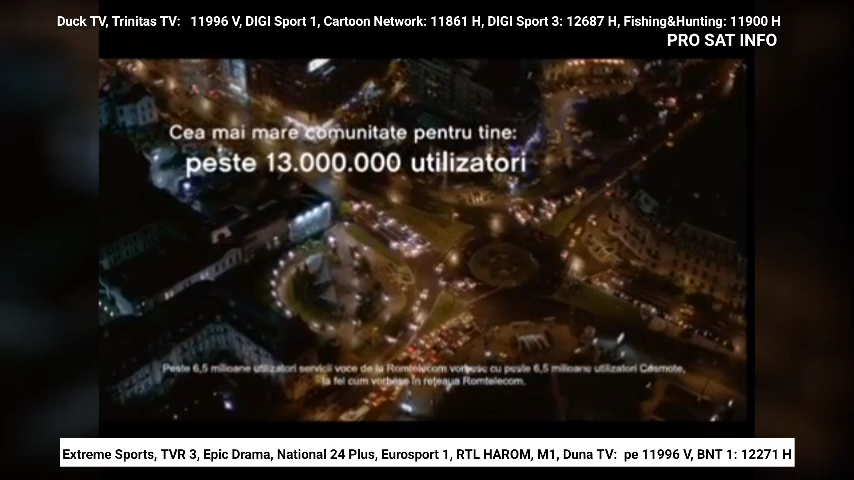 Duck TV, Trinitas TV: 11996 V, DIGI Sport 1, Cartoon Network: 11861 H, DIGI Sport 3: 12687 H, Fishing&Hunting: 11900 H
PRO SAT INFO
Cea mai mare comunitate pentru tine:
peste 13.000.000 utilizatori
Peste 6,5 milioane utilizatori servicii voce de la Romtelecom vorbesc cu peste 6,5 milioane utilizatori Cosmote,
la fel cum vorbesc în rețeaua Romtelecom.
Extreme Sports, TVR 3, Epic Drama, National 24 Plus, Eurosport 1, RTL HAROM, M1, Duna TV: pe 11996 V, BNT 1: 12271 H